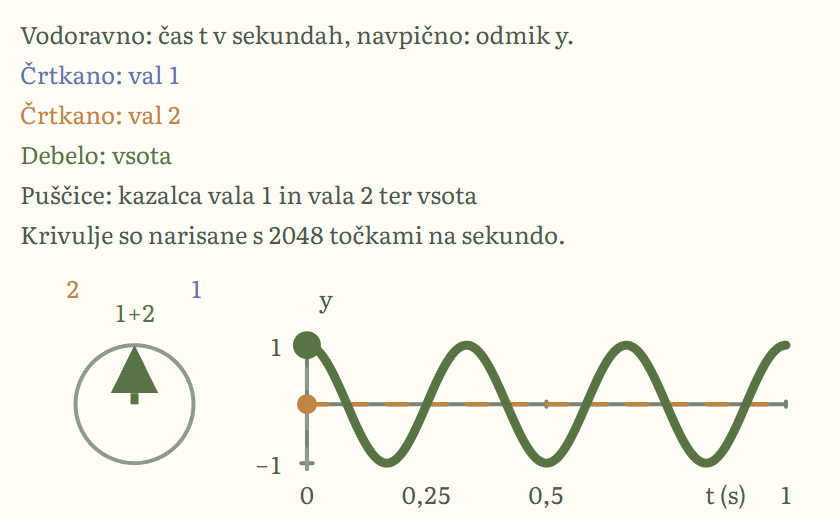 Vodoravno: čas t v sekundah, navpično: odmik y.
Črtkano: val 1
Črtkano: val 2
Debelo: vsota
Puščice: kazalca vala 1 in vala 2 ter vsota
Krivulje so narisane s 2048 točkami na sekundo.
2 1
1+2
y
1
−1
0 0,25 0,5 t (s) 1